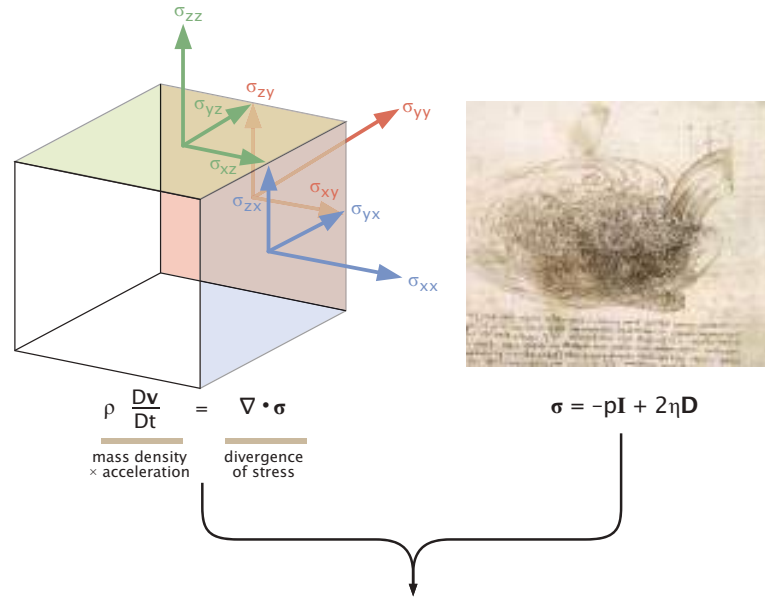 σzz
σzy
σyz
σyy
σxz
σxy
σzx
σyx
σxx
ρ Dv/Dt = ∇ • σ
σ = –pI + 2ηD
mass density
× acceleration
divergence
of stress